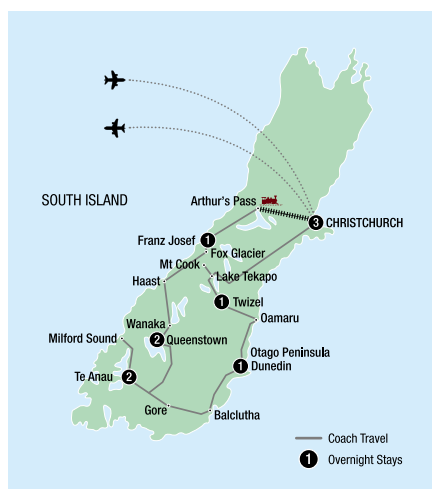 SOUTH ISLAND
Arthur's Pass
3 CHRISTCHURCH
Franz Josef 1
Fox Glacier
Mt Cook
Lake Tekapo
Haast
1 Twizel
Oamaru
Wanaka
Milford Sound
2 Queenstown
Otago Peninsula
1 Dunedin
Te Anau 2
Gore
Balclutha
Coach Travel
1 Overnight Stays